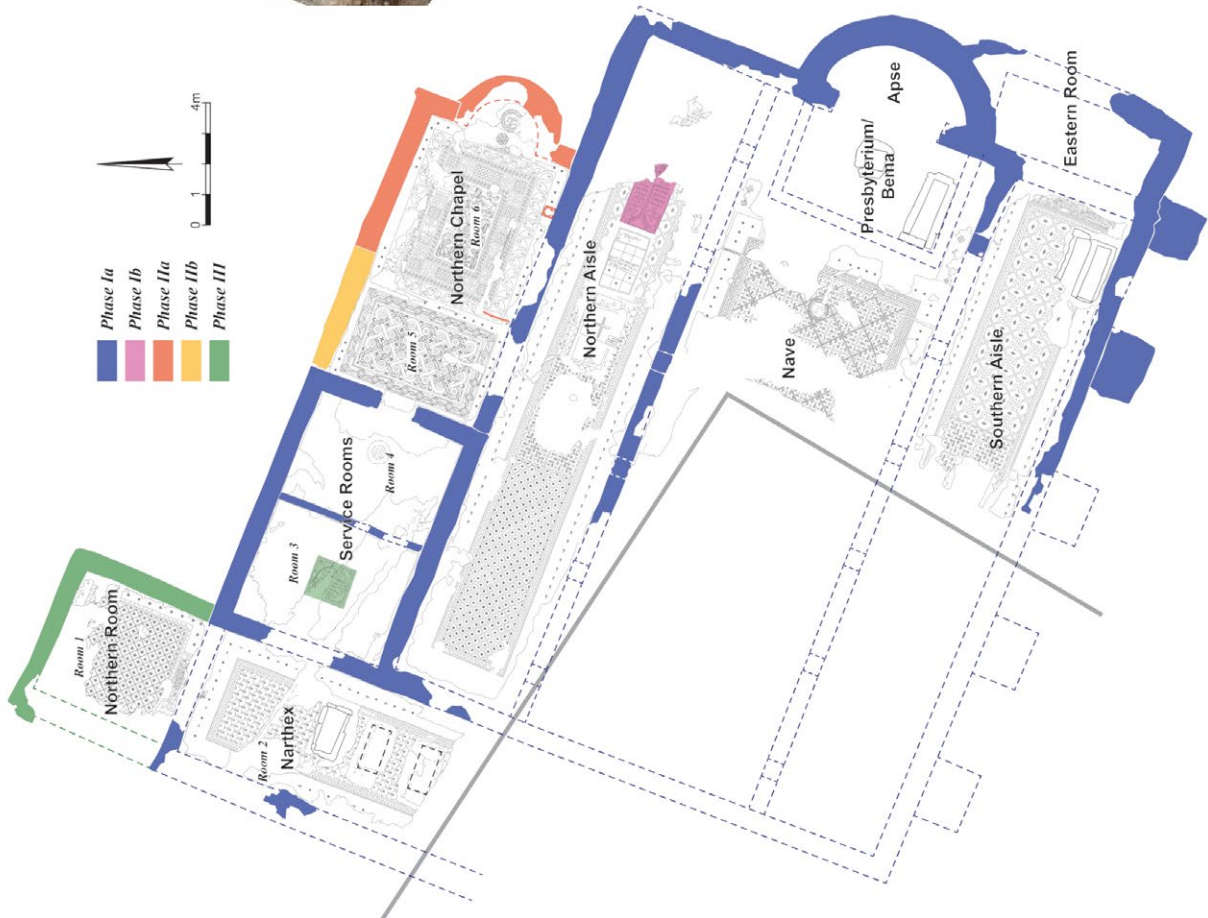 0
1
4m
Phase Ia
Phase Ib
Phase IIa
Phase IIb
Phase III
Room 1
Northern Room
Room 2
Narthex
Room 3
Service Rooms
Room 4
Room 5
Northern Chapel
Room 6
Northern Aisle
Nave
Presbyterium/
Bema
Apse
Southern Aisle
Eastern Room